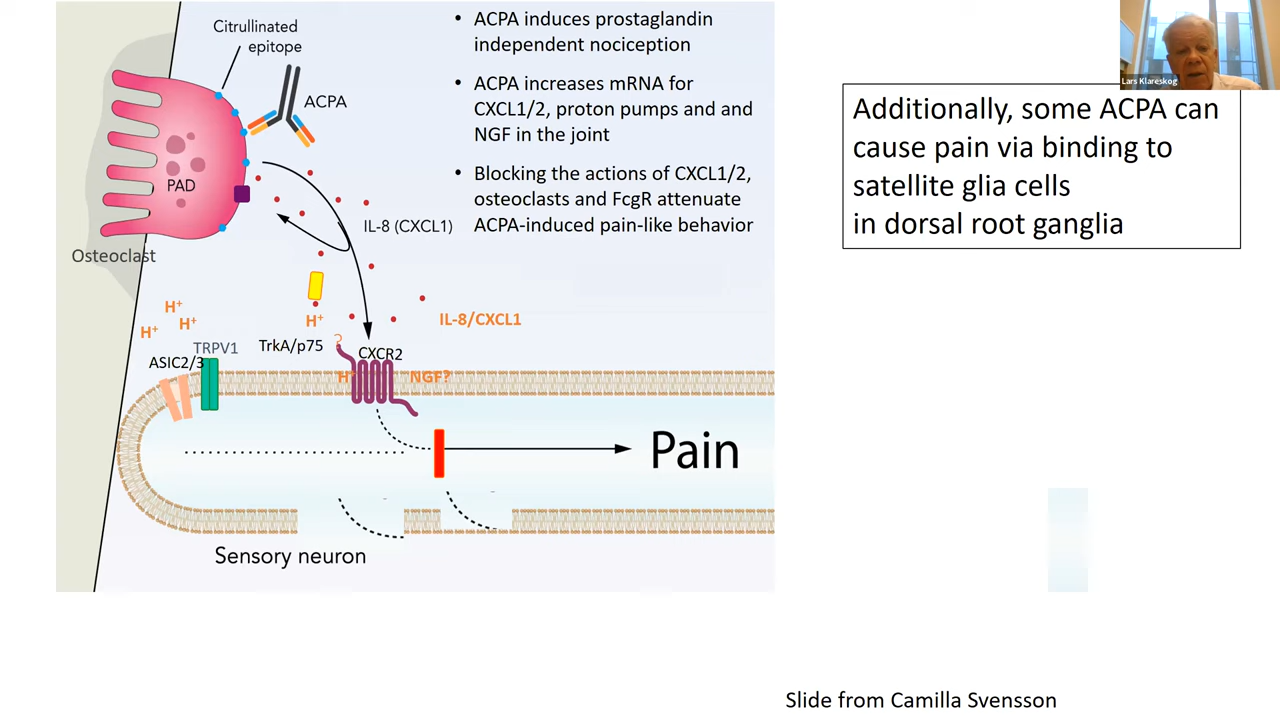 Citrullinated
epitope
ACPA
PAD
IL-8 (CXCL1)
Osteoclast
• ACPA induces prostaglandin
independent nociception
• ACPA increases mRNA for
CXCL1/2, proton pumps and and
NGF in the joint
• Blocking the actions of CXCL1/2,
osteoclasts and FcgR attenuate
ACPA-induced pain-like behavior
Lars Klareskog
Additionally, some ACPA can
cause pain via binding to
satellite glia cells
in dorsal root ganglia
H+
H+
H+
H+
IL-8/CXCL1
TRPV1
TrkA/p75
?
CXCR2
ASIC2/3
H+
NGF?
Pain
Sensory neuron
Slide from Camilla Svensson